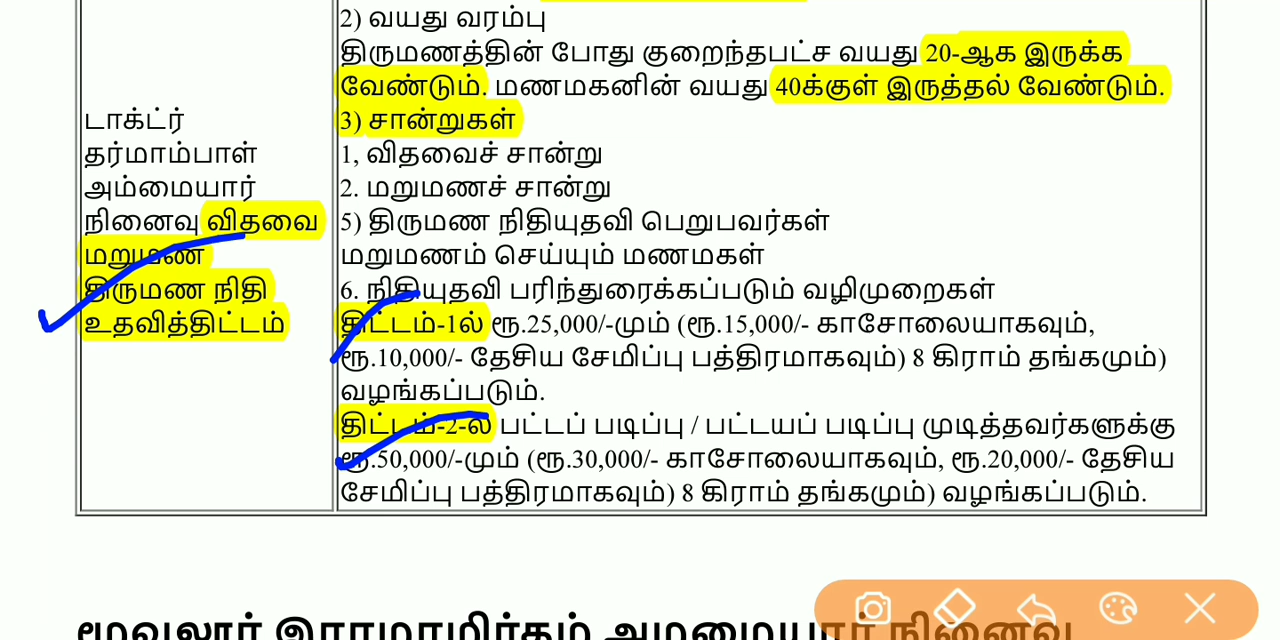 டாக்ட்ர்
தர்மாம்பாள்
அம்மையார்
நினைவு விதவை
மறுமண
திருமண நிதி
உதவித்திட்டம்
2) வயது வரம்பு
திருமணத்தின் போது குறைந்தபட்ச வயது 20-ஆக இருக்க
வேண்டும். மணமகனின் வயது 40க்குள் இருத்தல் வேண்டும்.
3) சான்றுகள்
1, விதவைச் சான்று
2. மறுமணச் சான்று
5) திருமண நிதியுதவி பெறுபவர்கள்
மறுமணம் செய்யும் மணமகள்
6. நிதியுதவி பரிந்துரைக்கப்படும் வழிமுறைகள்
திட்டம்-1ல் ரூ.25,000/-மும் (ரூ.15,000/- காசோலையாகவும்,
ரூ.10,000/- தேசிய சேமிப்பு பத்திரமாகவும்) 8 கிராம் தங்கமும்)
வழங்கப்படும்.
திட்டம்-2-ல் பட்டப் படிப்பு / பட்டயப் படிப்பு முடித்தவர்களுக்கு
ரூ.50,000/-மும் (ரூ.30,000/- காசோலையாகவும், ரூ.20,000/- தேசிய
சேமிப்பு பத்திரமாகவும்) 8 கிராம் தங்கமும்) வழங்கப்படும்.
மூவலூர் இராமாமிர்தம் அம்மையார் நினைவு